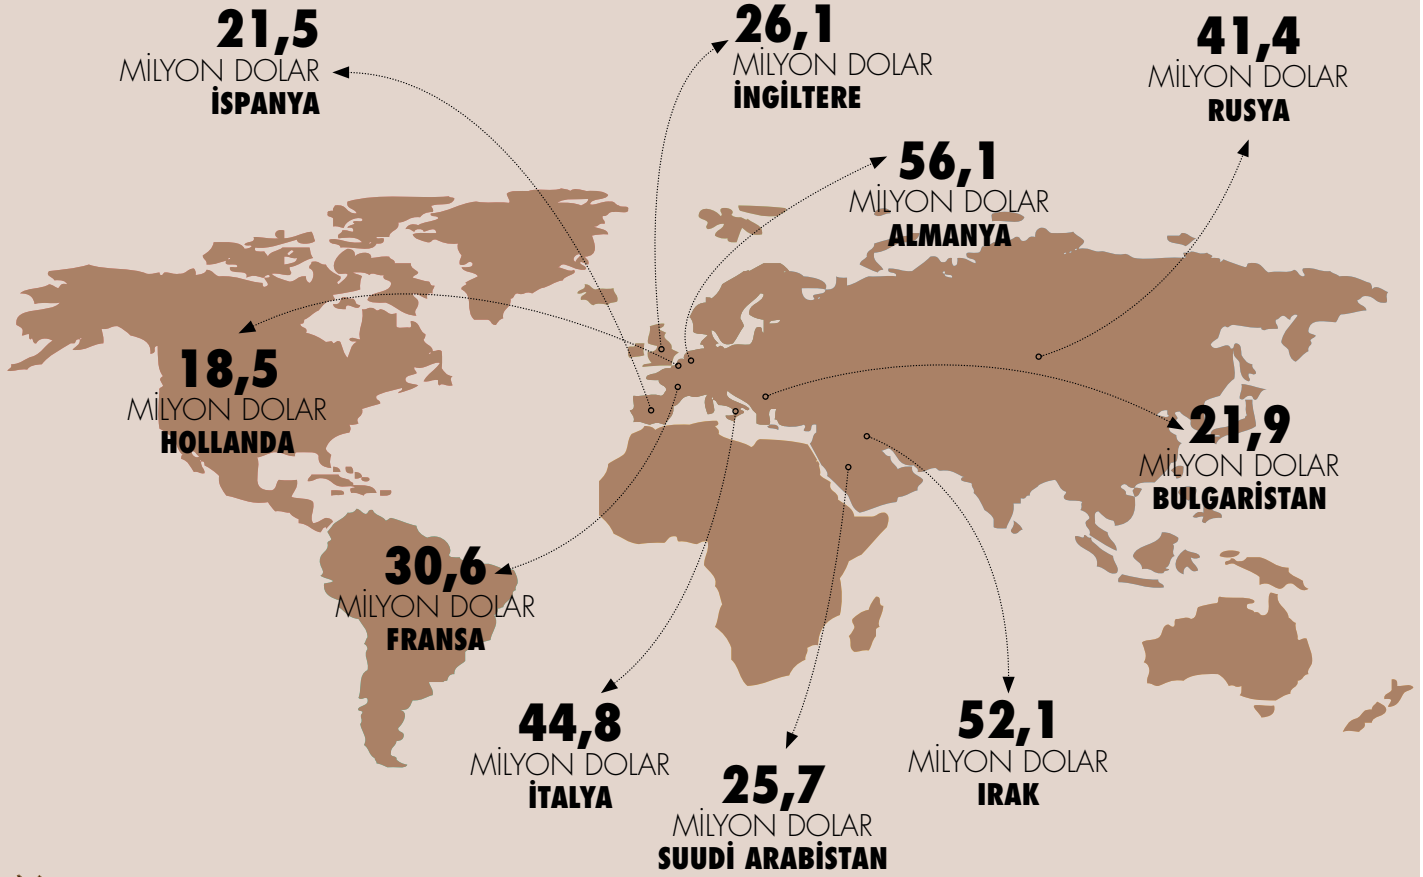 21,5
MİLYON DOLAR
İSPANYA
26,1
MİLYON DOLAR
İNGİLTERE
41,4
MİLYON DOLAR
RUSYA
56,1
MİLYON DOLAR
ALMANYA
18,5
MİLYON DOLAR
HOLLANDA
21,9
MİLYON DOLAR
BULGARİSTAN
30,6
MİLYON DOLAR
FRANSA
44,8
MİLYON DOLAR
İTALYA
25,7
MİLYON DOLAR
SUUDİ ARABİSTAN
52,1
MİLYON DOLAR
IRAK